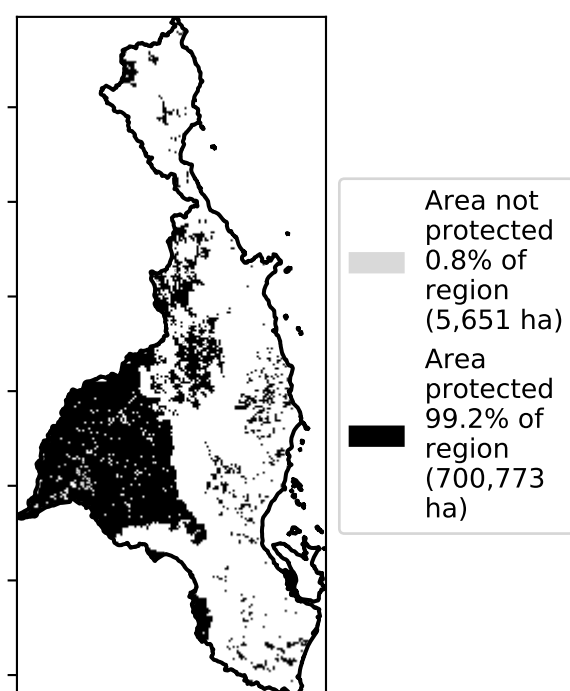 Area not
protected
0.8% of
region
(5,651 ha)
Area
protected
99.2% of
region
(700,773
ha)